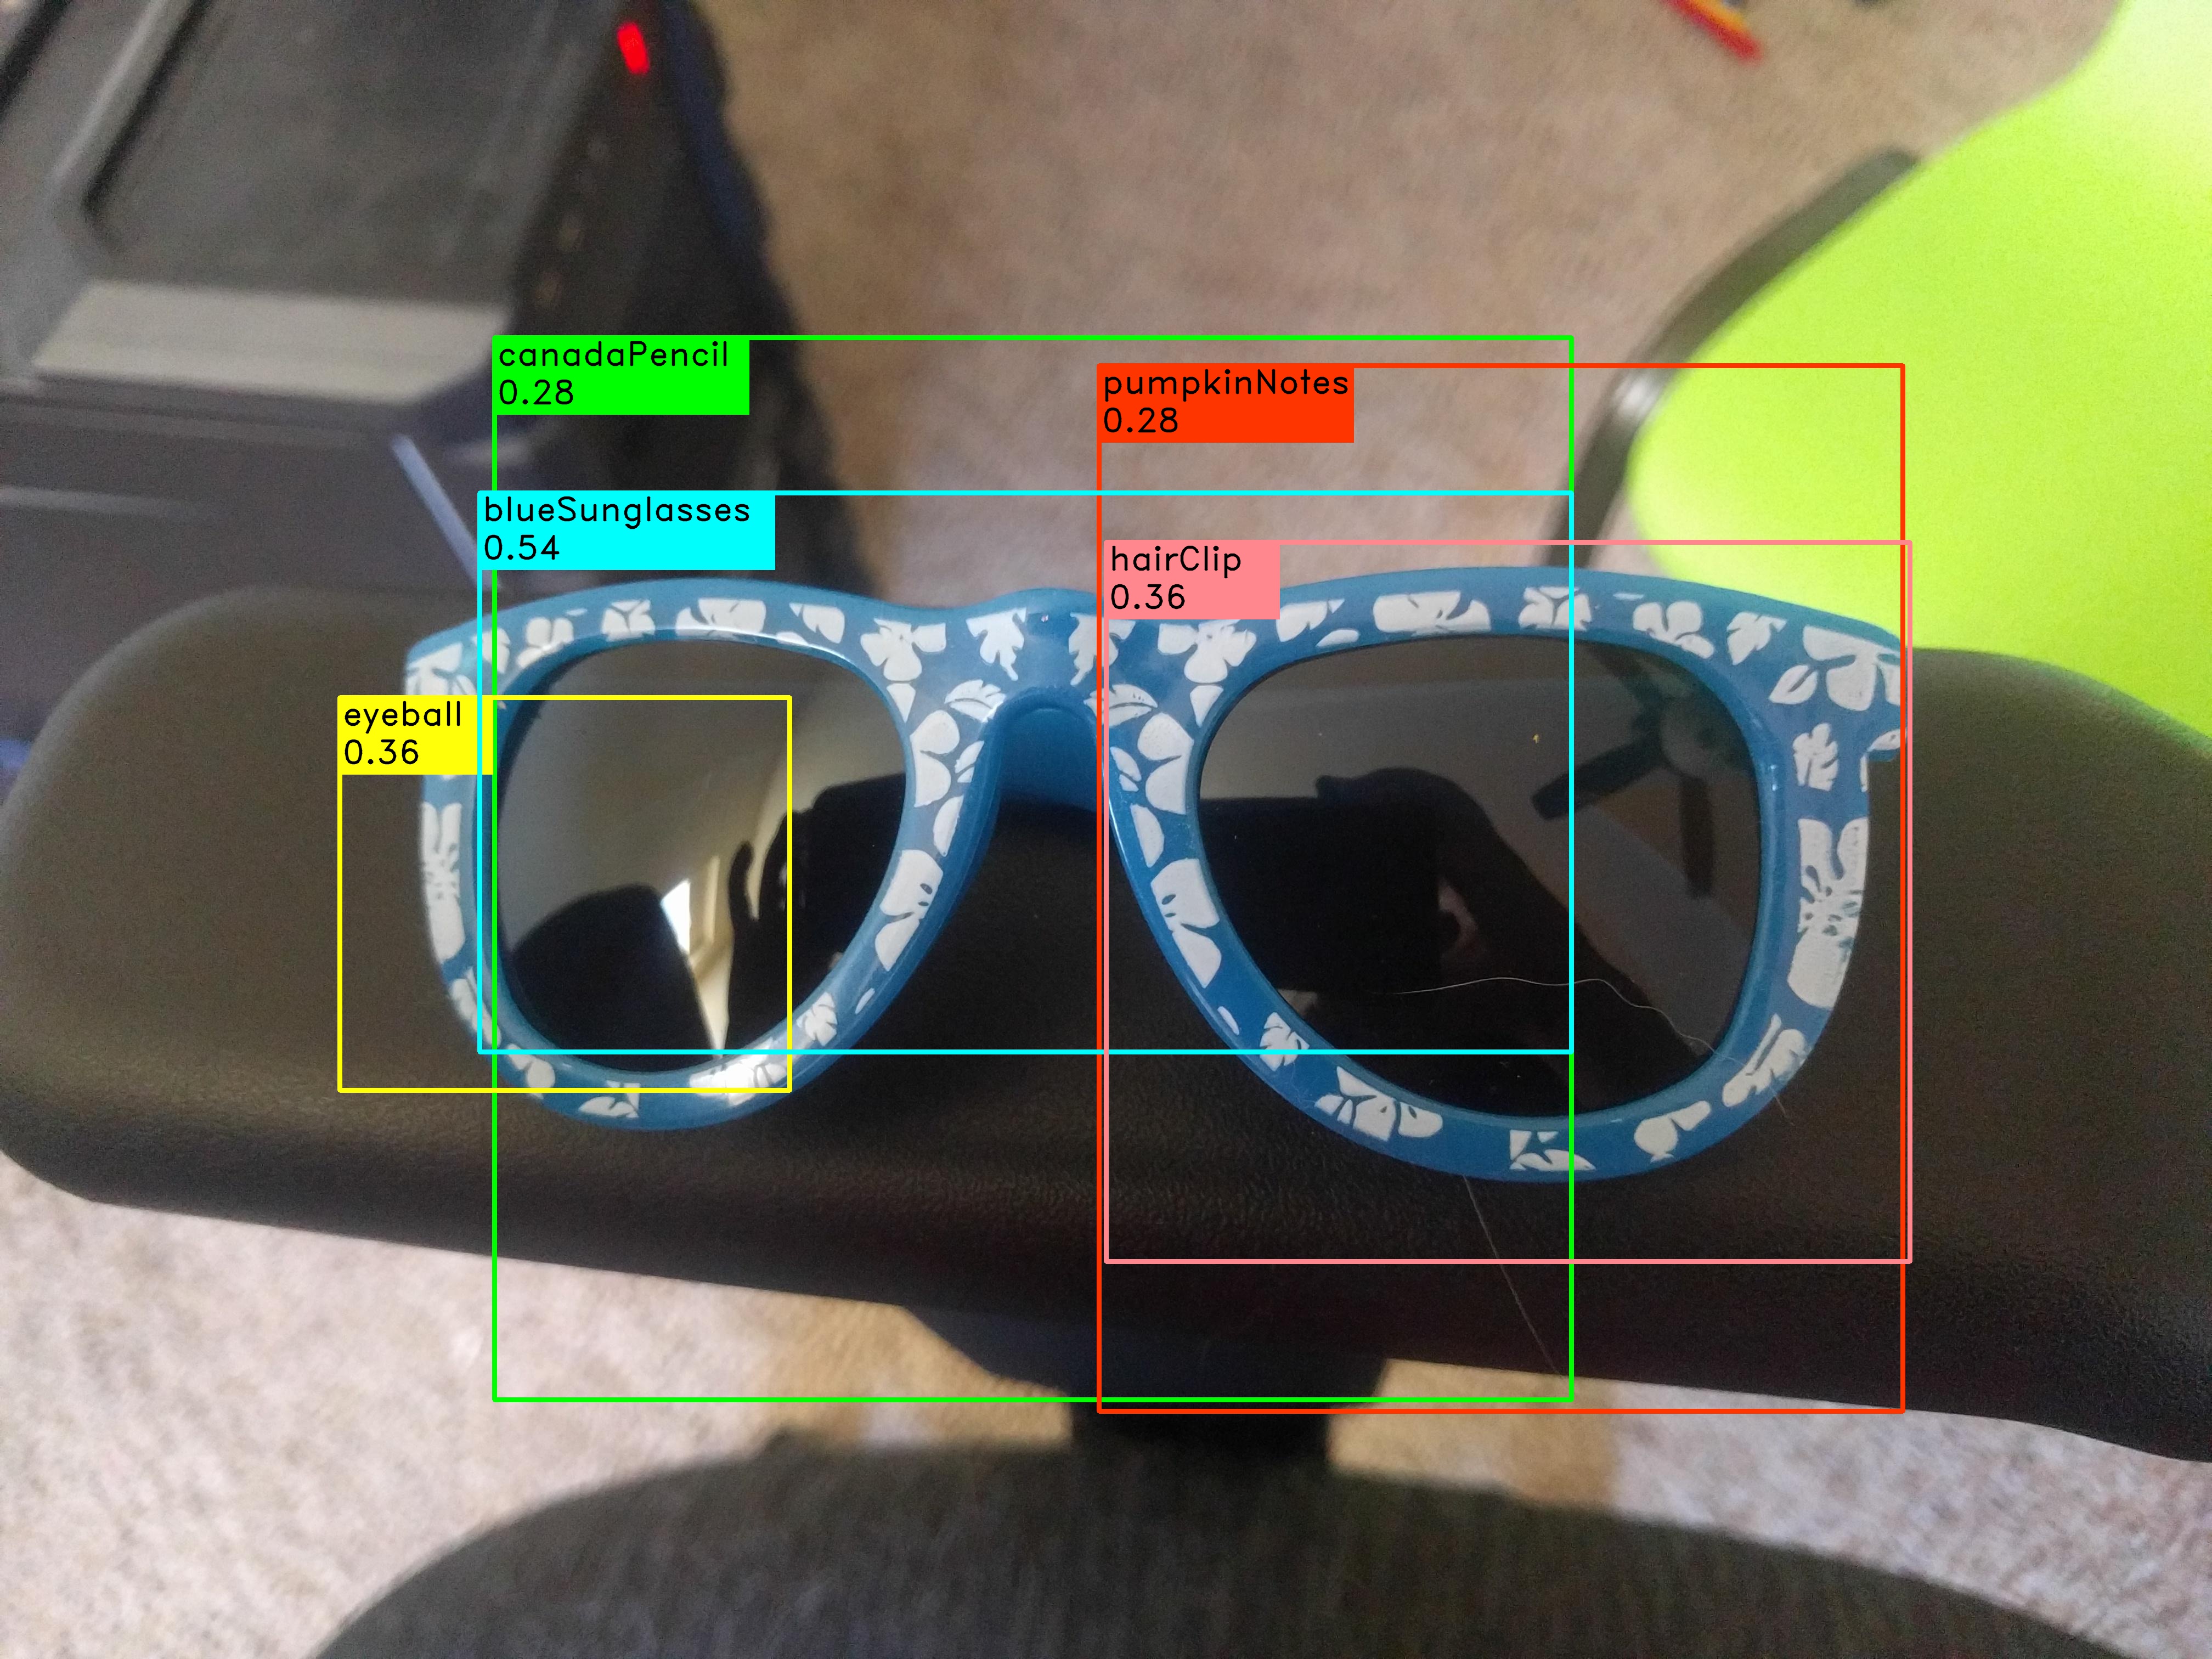 canadaPencil
0.28
pumpkinNotes
0.28
blueSunglasses
0.54
hairClip
0.36
eyeball
0.36